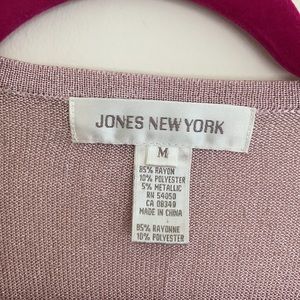 JONES NEW YORK
M
85% RAYON
10% POLYESTER
5% METALLIC
RN 54050
CA 08349
MADE IN CHINA
85% RAYONNE
10% POLYESTER